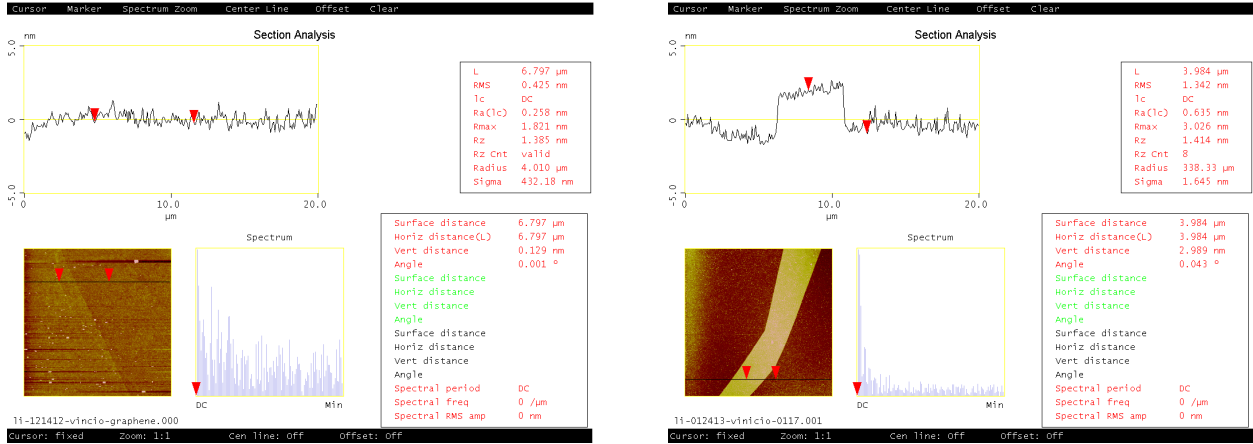 Cursor Marker Spectrum Zoom Center Line Offset Clear
nm
Section Analysis
5.0
0
-5.0
0
10.0
20.0
µm
L 6.797 µm
RMS 0.425 nm
lc DC
Ra(lc) 0.258 nm
Rmax 1.821 nm
Rz 1.385 nm
Rz Cnt valid
Radius 4.010 µm
Sigma 432.18 nm
Surface distance 6.797 µm
Horiz distance(L) 6.797 µm
Vert distance 0.129 nm
Angle 0.001 °
Surface distance
Horiz distance
Vert distance
Angle
Surface distance
Horiz distance
Vert distance
Angle
Spectral period DC
Spectral freq 0 /µm
Spectral RMS amp 0 nm
Spectrum
DC Min
li-121412-vincio-graphene.000
Cursor: fixed Zoom: 1:1 Cen line: Off Offset: Off
Cursor Marker Spectrum Zoom Center Line Offset Clear
nm
Section Analysis
5.0
0
-5.0
0
10.0
20.0
µm
L 3.984 µm
RMS 1.342 nm
lc DC
Ra(lc) 0.635 nm
Rmax 3.026 nm
Rz 1.414 nm
Rz Cnt 8
Radius 338.33 µm
Sigma 1.645 nm
Surface distance 3.984 µm
Horiz distance(L) 3.984 µm
Vert distance 2.989 nm
Angle 0.043 °
Surface distance
Horiz distance
Vert distance
Angle
Surface distance
Horiz distance
Vert distance
Angle
Spectral period DC
Spectral freq 0 /µm
Spectral RMS amp 0 nm
Spectrum
DC Min
li-012413-vinicio-0117.001
Cursor: fixed Zoom: 1:1 Cen line: Off Offset: Off